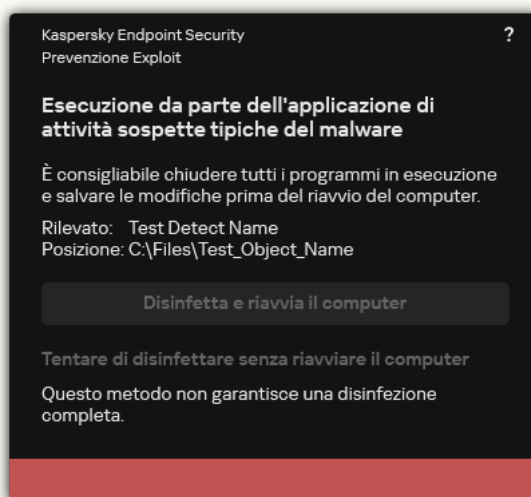 Kaspersky Endpoint Security
?
Prevenzione Exploit
Esecuzione da parte dell'applicazione di
attività sospette tipiche del malware
È consigliabile chiudere tutti i programmi in esecuzione
e salvare le modifiche prima del riavvio del computer.
Rilevato: Test Detect Name
Posizione: C:\Files\Test_Object_Name
Disinfetta e riavvia il computer
Tentare di disinfettare senza riavviare il computer
Questo metodo non garantisce una disinfezione
completa.